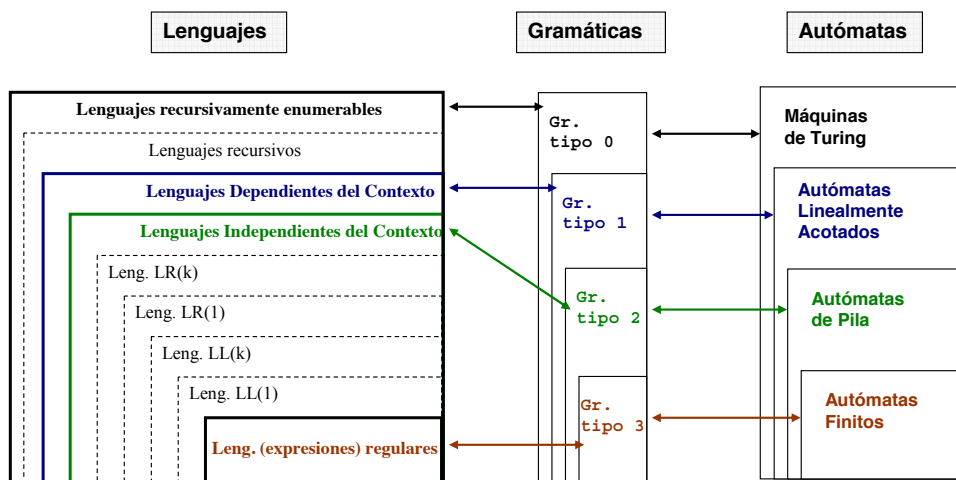 Lenguajes
Gramáticas
Autómatas
Lenguajes recursivamente enumerables
Lenguajes recursivos
Lenguajes Dependientes del Contexto
Lenguajes Independientes del Contexto
Leng. LR(k)
Leng. LR(1)
Leng. LL(k)
Leng. LL(1)
Leng. (expresiones) regulares
Gr.
tipo 0
Gr.
tipo 1
Gr.
tipo 2
Gr.
tipo 3
Máquinas
de Turing
Autómatas
Linealmente
Acotados
Autómatas
de Pila
Autómatas
Finitos